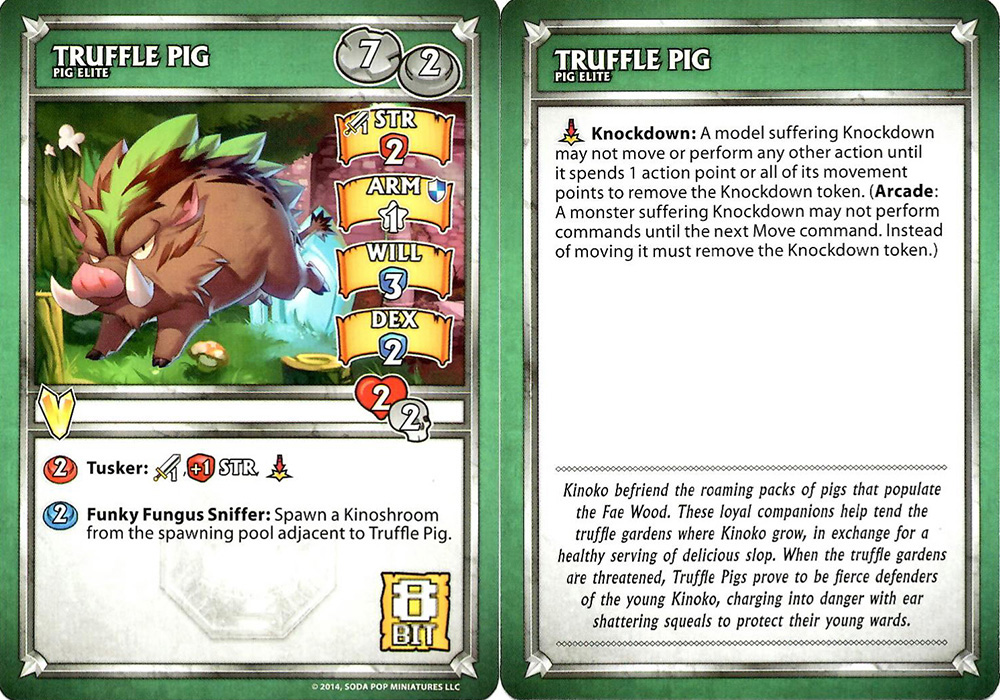 TRUFFLE PIG
PIG ELITE
7 2
STR
2
ARM
1
WILL
3
DEX
2
2
2
2 Tusker: , +1 STR,
2 Funky Fungus Sniffer: Spawn a Kinoshroom
from the spawning pool adjacent to Truffle Pig.
8
BIT
© 2014, SODA POP MINIATURES LLC
TRUFFLE PIG
PIG ELITE
Knockdown: A model suffering Knockdown
may not move or perform any other action until
it spends 1 action point or all of its movement
points to remove the Knockdown token. (Arcade:
A monster suffering Knockdown may not perform
commands until the next Move command. Instead
of moving it must remove the Knockdown token.)
Kinoko befriend the roaming packs of pigs that populate
the Fae Wood. These loyal companions help tend the
truffle gardens where Kinoko grow, in exchange for a
healthy serving of delicious slop. When the truffle gardens
are threatened, Truffle Pigs prove to be fierce defenders
of the young Kinoko, charging into danger with ear
shattering squeals to protect their young wards.